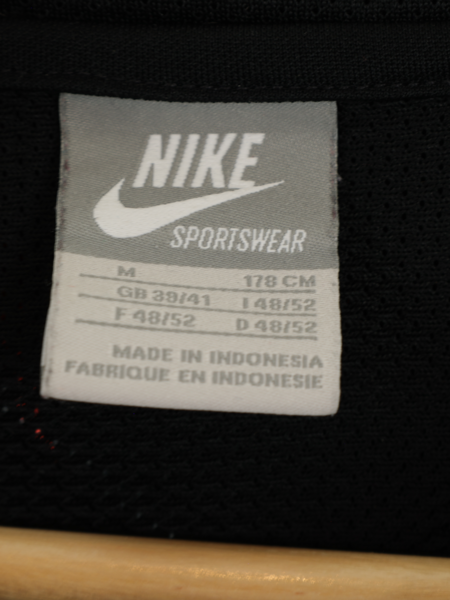 NIKE
SPORTSWEAR
M 178 CM
GB 39/41 I 48/52
F 48/52 D 48/52
MADE IN INDONESIA
FABRIQUE EN INDONESIE